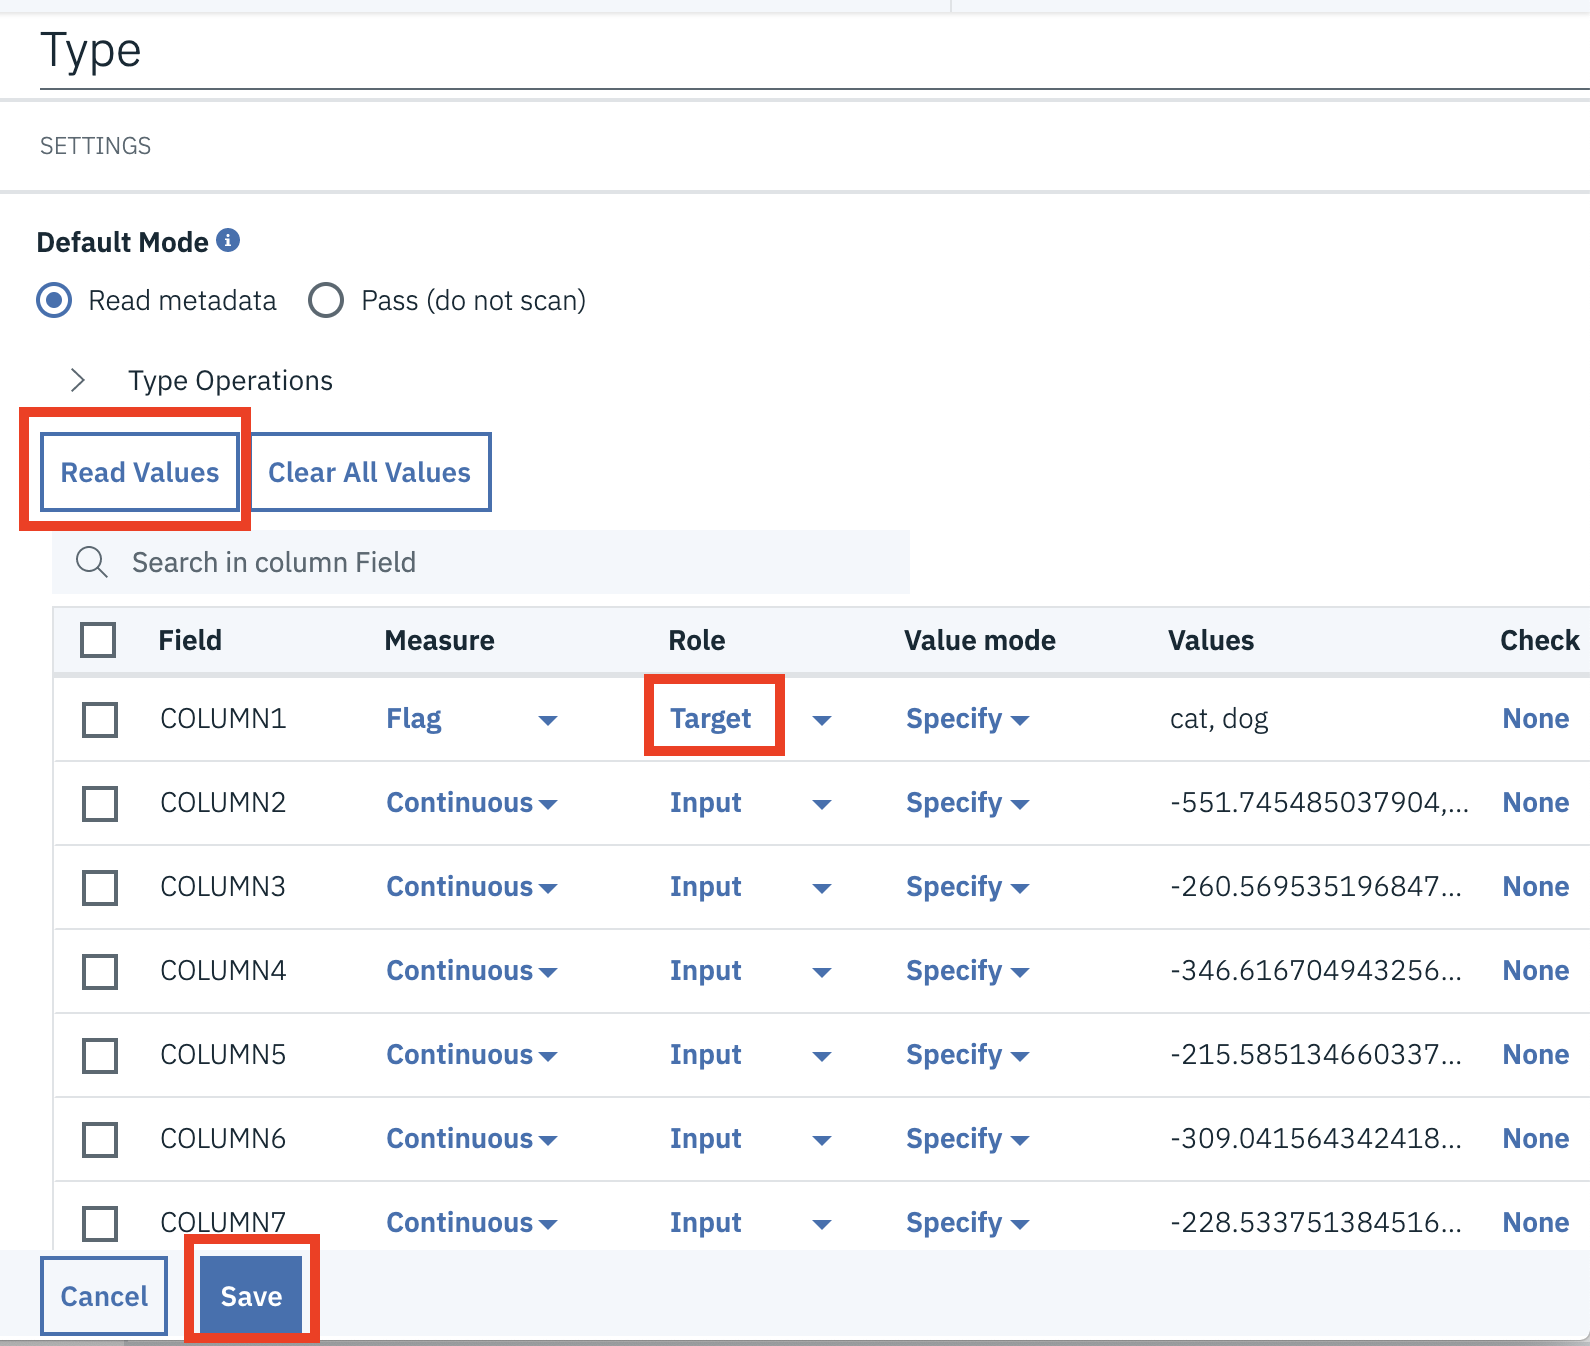 Type
SETTINGS
Default Mode
Read metadata Pass (do not scan)
Type Operations
Read Values Clear All Values
Search in column Field
Field Measure Role Value mode Values Check
COLUMN1 Flag Target Specify cat, dog None
COLUMN2 Continuous Input Specify -551.745485037904,... None
COLUMN3 Continuous Input Specify -260.569535196847... None
COLUMN4 Continuous Input Specify -346.616704943256... None
COLUMN5 Continuous Input Specify -215.585134660337... None
COLUMN6 Continuous Input Specify -309.041564342418... None
COLUMN7 Continuous Input Specify -228.533751384516... None
Cancel Save